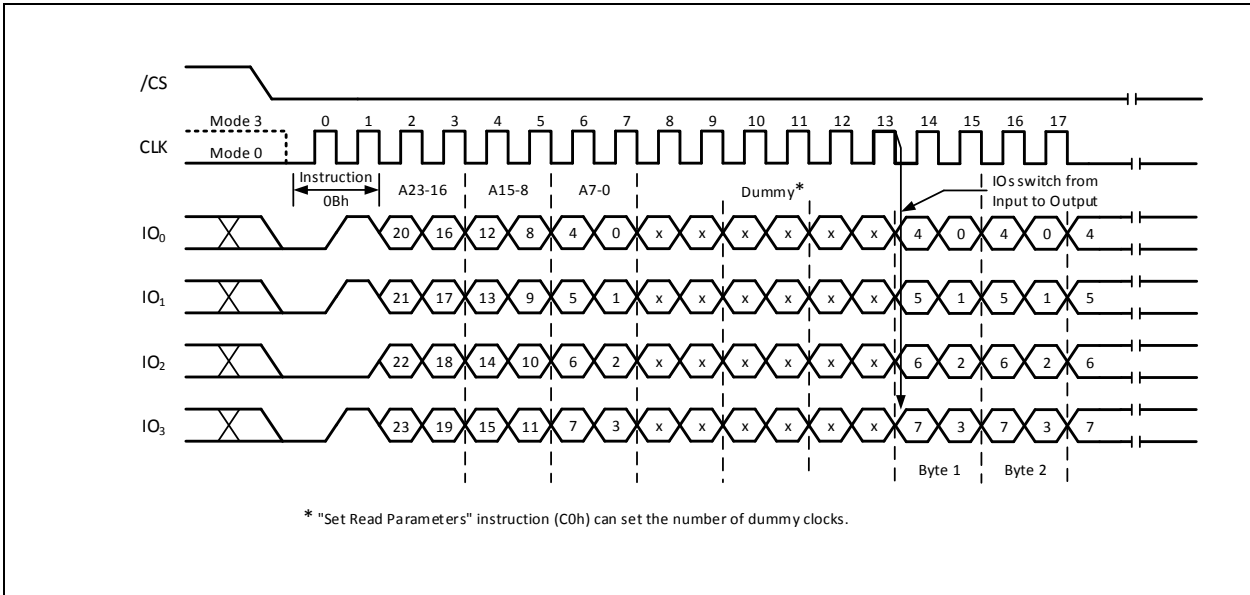 /CS
Mode 3
0 1 2 3 4 5 6 7 8 9 10 11 12 13 14 15 16 17
CLK
Mode 0
Instruction
0Bh
A23-16 A15-8 A7-0 Dummy*
IOs switch from
Input to Output
IO0 20 16 12 8 4 0 x x x x x x 4 0 4 0 4
IO1 21 17 13 9 5 1 x x x x x x 5 1 5 1 5
IO2 22 18 14 10 6 2 x x x x x x 6 2 6 2 6
IO3 23 19 15 11 7 3 x x x x x x 7 3 7 3 7
Byte 1 Byte 2
* "Set Read Parameters" instruction (C0h) can set the number of dummy clocks.